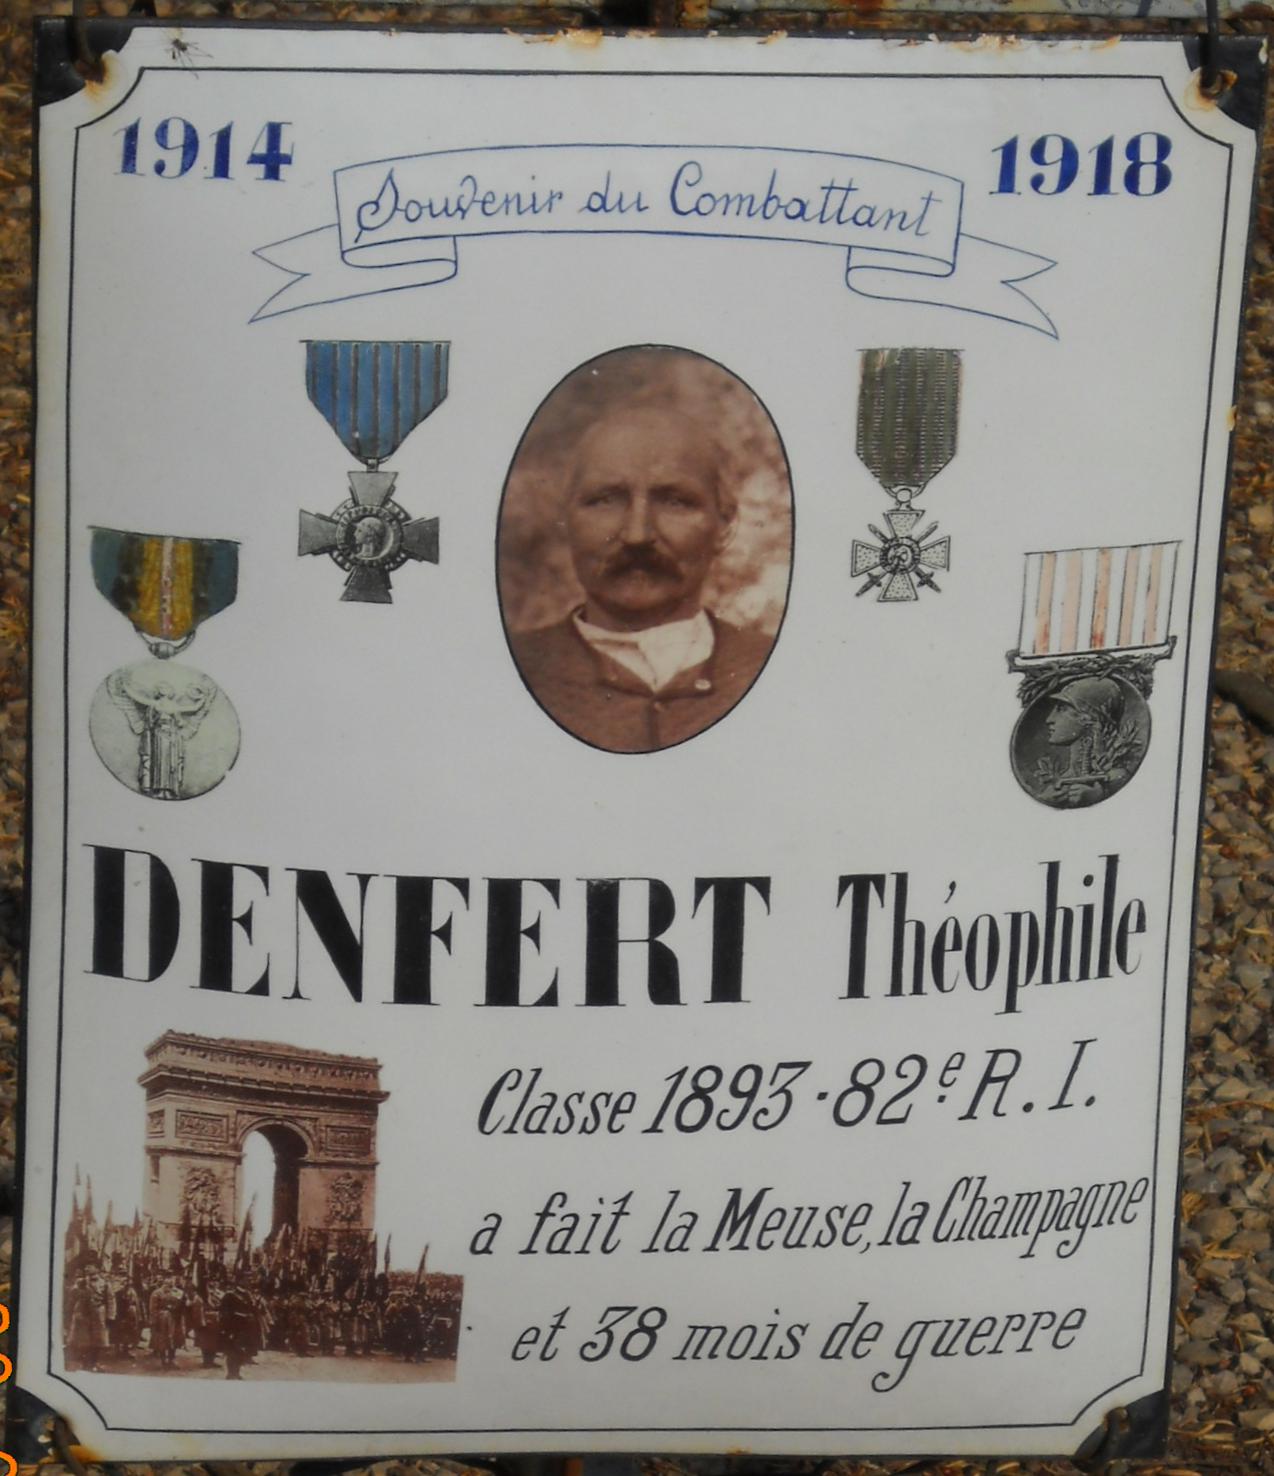 1914
1918
Souvenir du Combattant
DENFERT Théophile
Classe 1893 · 82e R. I.
a fait la Meuse, la Champagne
et 38 mois de guerre